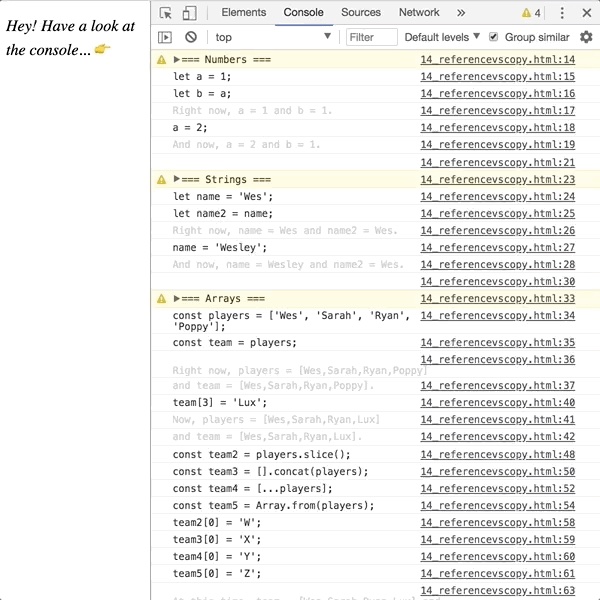 Hey! Have a look at
the console...👉
Elements Console Sources Network » 4
top Filter Default levels Group similar
=== Numbers === 14_referencevscopy.html:14
let a = 1; 14_referencevscopy.html:15
let b = a; 14_referencevscopy.html:16
Right now, a = 1 and b = 1. 14_referencevscopy.html:17
a = 2; 14_referencevscopy.html:18
And now, a = 2 and b = 1. 14_referencevscopy.html:19
14_referencevscopy.html:21
=== Strings === 14_referencevscopy.html:23
let name = 'Wes'; 14_referencevscopy.html:24
let name2 = name; 14_referencevscopy.html:25
Right now, name = Wes and name2 = Wes. 14_referencevscopy.html:26
name = 'Wesley'; 14_referencevscopy.html:27
And now, name = Wesley and name2 = Wes. 14_referencevscopy.html:28
14_referencevscopy.html:30
=== Arrays === 14_referencevscopy.html:33
const players = ['Wes', 'Sarah', 'Ryan', 14_referencevscopy.html:34
'Poppy'];
const team = players; 14_referencevscopy.html:35
14_referencevscopy.html:36
Right now, players = [Wes,Sarah,Ryan,Poppy]
and team = [Wes,Sarah,Ryan,Poppy]. 14_referencevscopy.html:37
team[3] = 'Lux'; 14_referencevscopy.html:40
Now, players = [Wes,Sarah,Ryan,Lux] 14_referencevscopy.html:41
and team = [Wes,Sarah,Ryan,Lux]. 14_referencevscopy.html:42
const team2 = players.slice(); 14_referencevscopy.html:48
const team3 = [].concat(players); 14_referencevscopy.html:50
const team4 = [...players]; 14_referencevscopy.html:52
const team5 = Array.from(players); 14_referencevscopy.html:54
team2[0] = 'W'; 14_referencevscopy.html:58
team3[0] = 'X'; 14_referencevscopy.html:59
team4[0] = 'Y'; 14_referencevscopy.html:60
team5[0] = 'Z'; 14_referencevscopy.html:61
14_referencevscopy.html:63